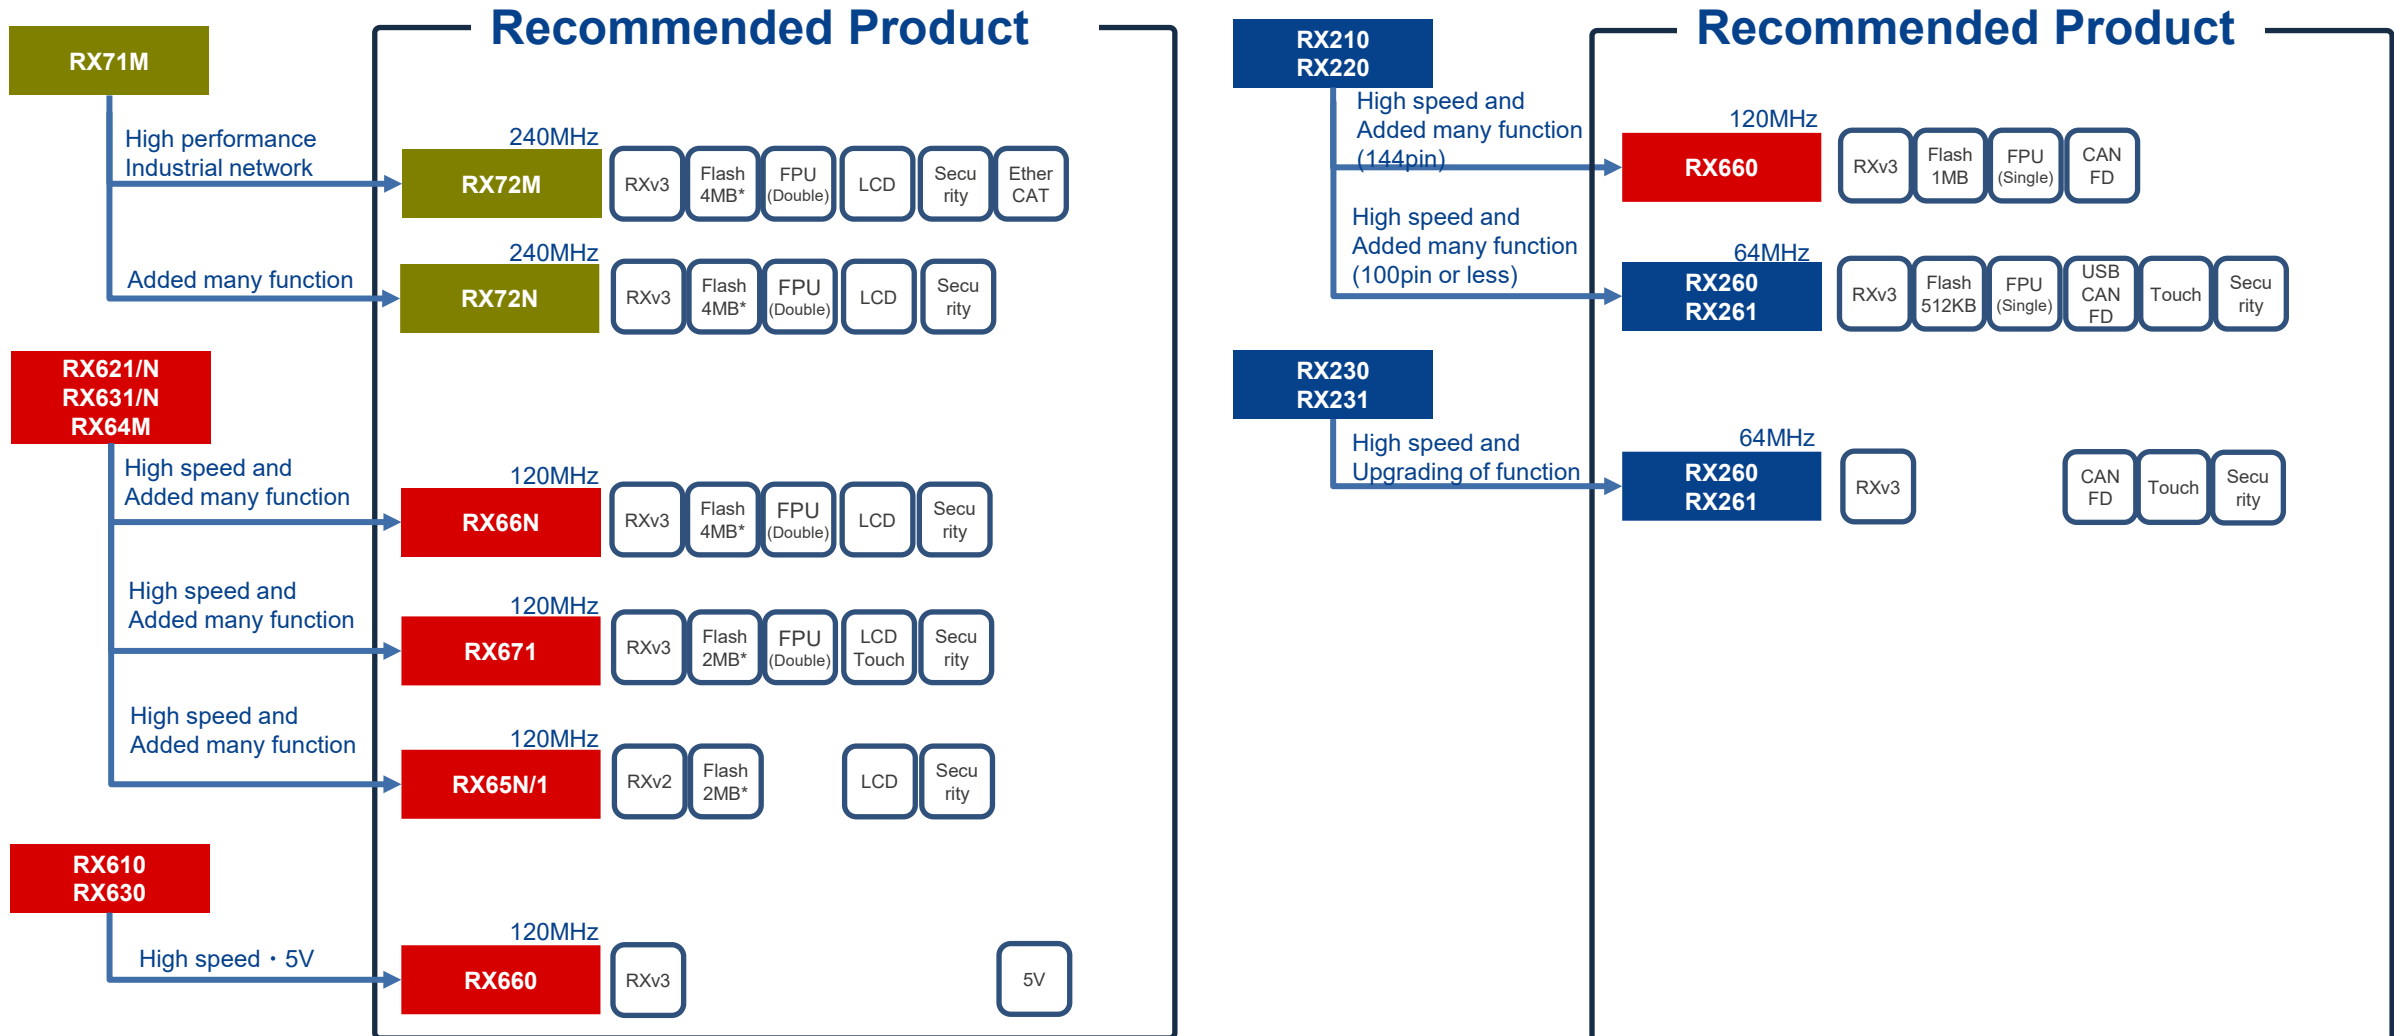 Recommended Product
RX71M
High performance
Industrial network
240MHz
RX72M
RXv3
Flash
4MB*
FPU
(Double)
LCD
Secu
rity
Ether
CAT
Added many function
240MHz
RX72N
RXv3
Flash
4MB*
FPU
(Double)
LCD
Secu
rity
RX621/N
RX631/N
RX64M
High speed and
Added many function
120MHz
RX66N
RXv3
Flash
4MB*
FPU
(Double)
LCD
Secu
rity
High speed and
Added many function
120MHz
RX671
RXv3
Flash
2MB*
FPU
(Double)
LCD
Touch
Secu
rity
High speed and
Added many function
120MHz
RX65N/1
RXv2
Flash
2MB*
LCD
Secu
rity
RX610
RX630
High speed・5V
120MHz
RX660
RXv3
5V
Recommended Product
RX210
RX220
High speed and
Added many function
(144pin)
120MHz
RX660
RXv3
Flash
1MB
FPU
(Single)
CAN
FD
High speed and
Added many function
(100pin or less)
64MHz
RX260
RX261
RXv3
Flash
512KB
FPU
(Single)
USB
CAN
FD
Touch
Secu
rity
RX230
RX231
High speed and
Upgrading of function
64MHz
RX260
RX261
RXv3
CAN
FD
Touch
Secu
rity